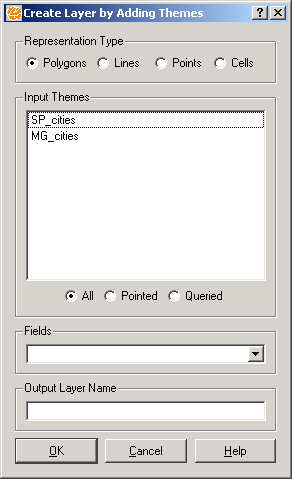 Create Layer by Adding Themes
Representation Type
Polygons Lines Points Cells
Input Themes
SP_cities
MG_cities
All Pointed Queried
Fields
Output Layer Name
OK Cancel Help